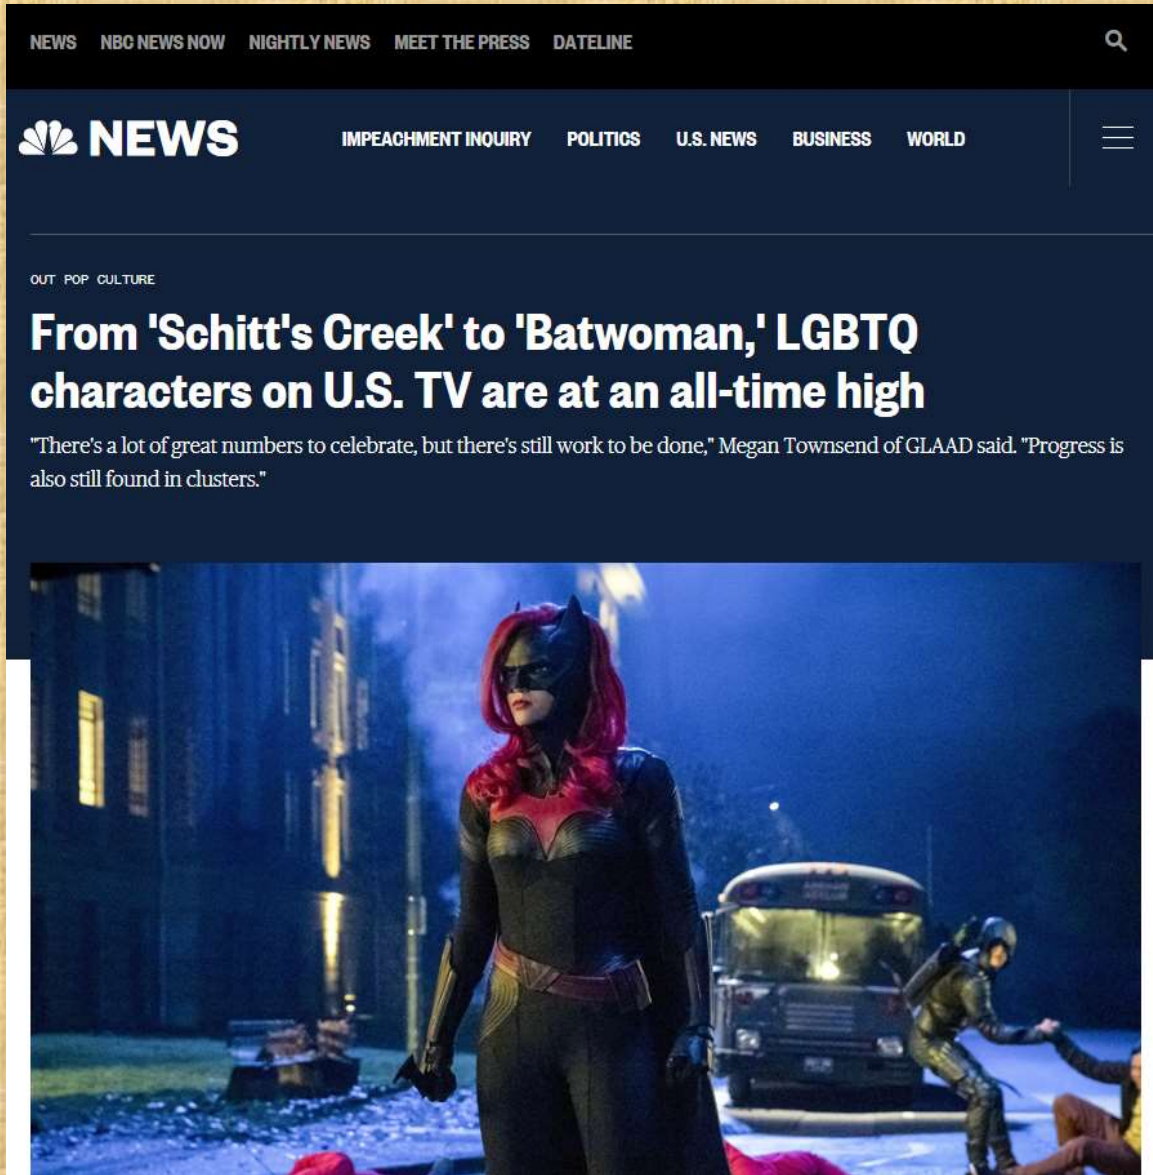 NEWS NBC NEWS NOW NIGHTLY NEWS MEET THE PRESS DATELINE
NEWS IMPEACHMENT INQUIRY POLITICS U.S. NEWS BUSINESS WORLD
OUT POP CULTURE
From 'Schitt's Creek' to 'Batwoman,' LGBTQ
characters on U.S. TV are at an all-time high
"There's a lot of great numbers to celebrate, but there's still work to be done," Megan Townsend of GLAAD said. "Progress is
also still found in clusters."